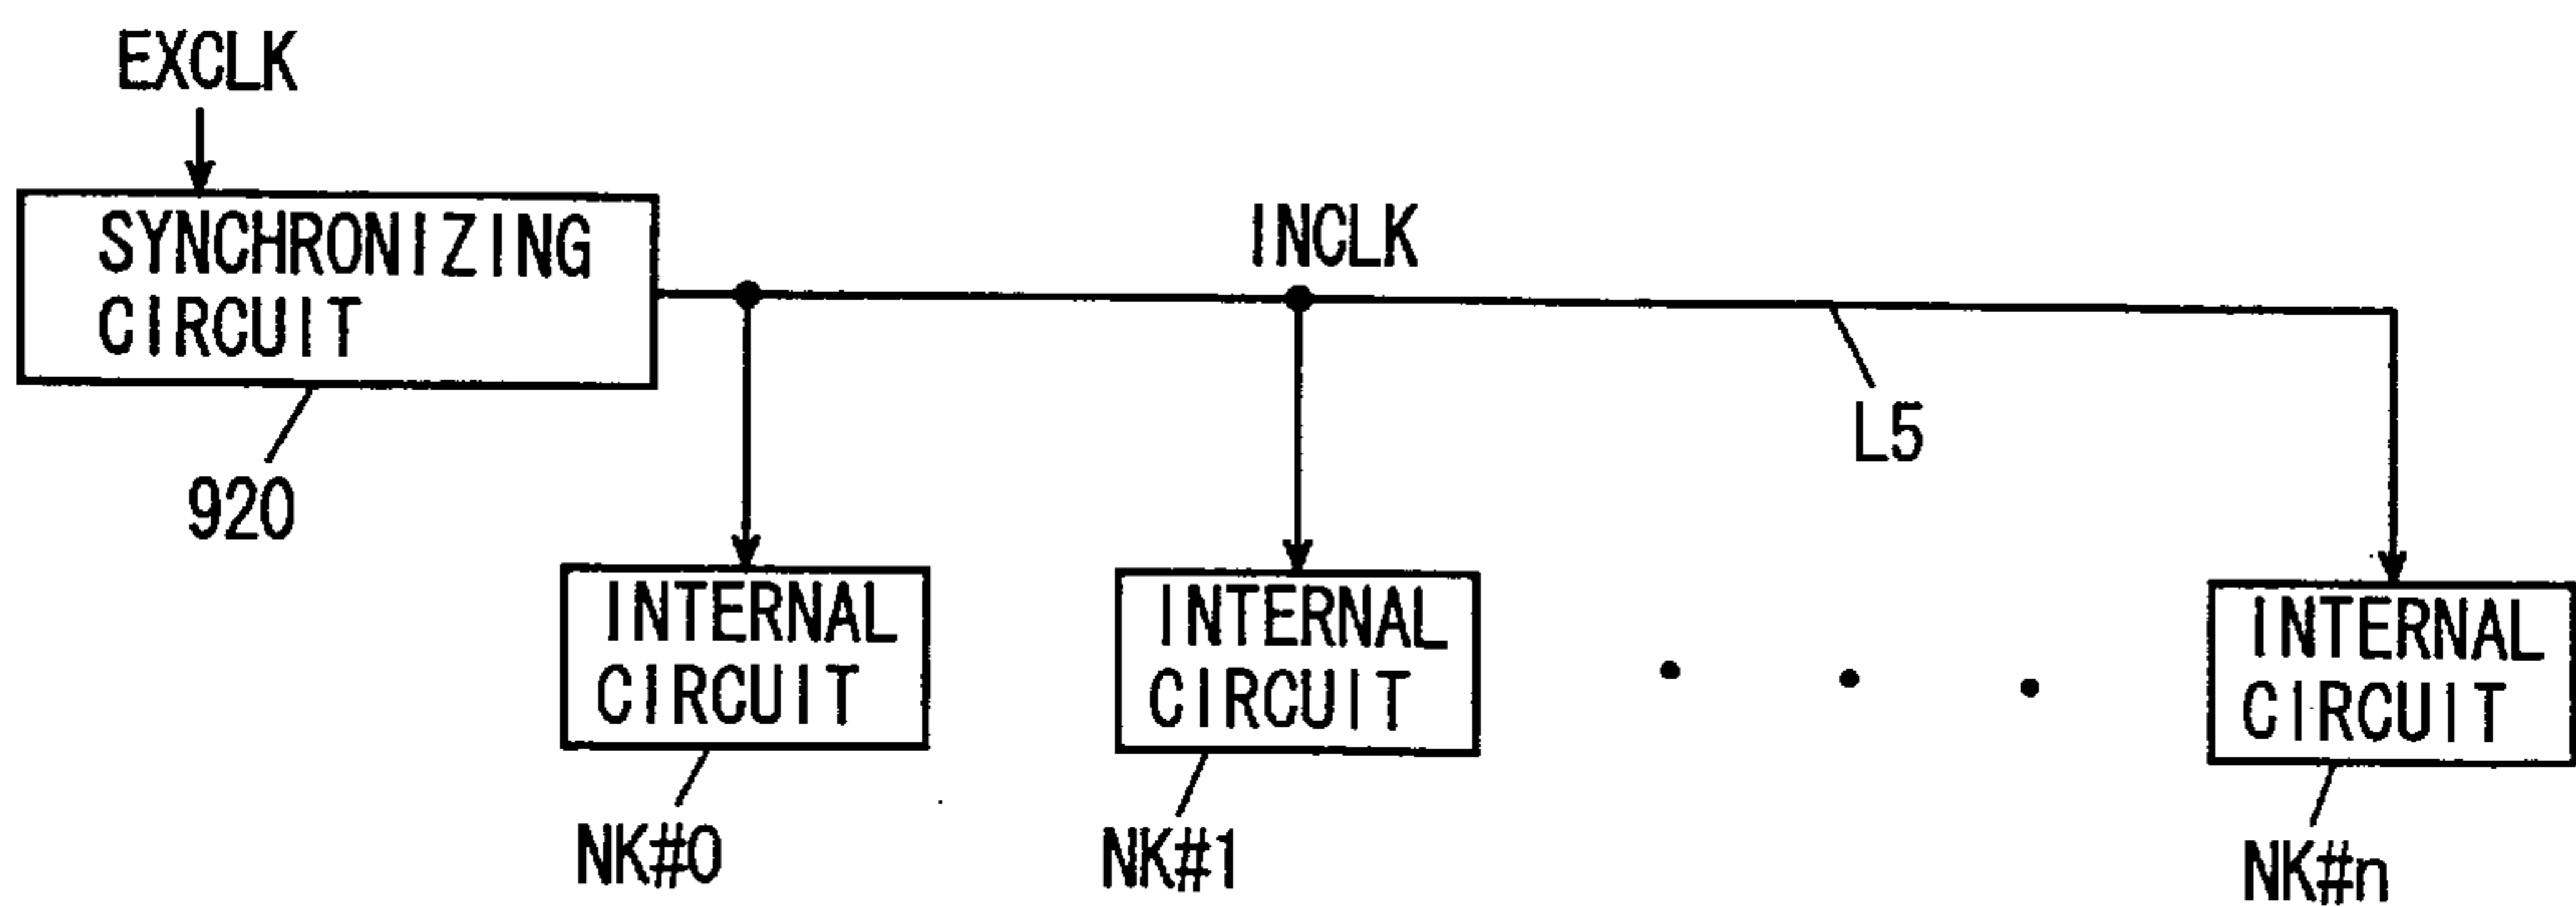 EXCLK
SYNCHRONIZING
CIRCUIT
920
INCLK
L5
INTERNAL
CIRCUIT
NK#0
INTERNAL
CIRCUIT
NK#1
INTERNAL
CIRCUIT
NK#n